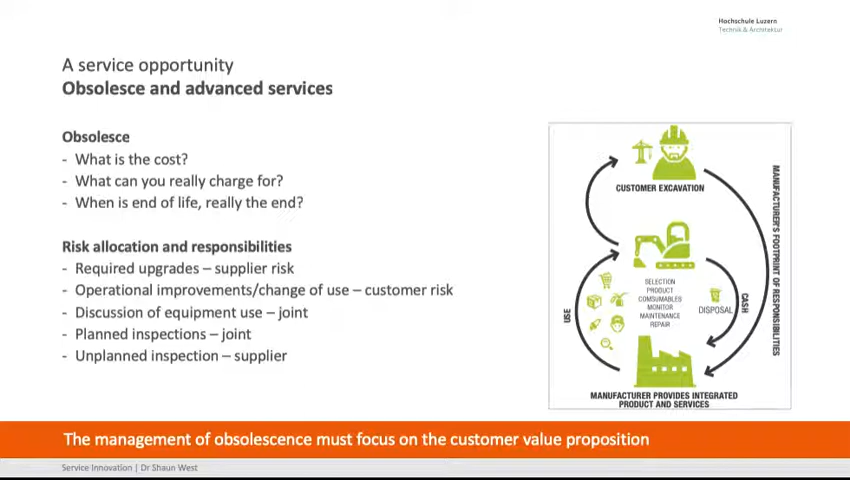 Hochschule Luzern
Technik & Architektur
A service opportunity
Obsolesce and advanced services
Obsolesce
- What is the cost?
- What can you really charge for?
- When is end of life, really the end?
Risk allocation and responsibilities
- Required upgrades – supplier risk
- Operational improvements/change of use – customer risk
- Discussion of equipment use – joint
- Planned inspections – joint
- Unplanned inspection – supplier
CUSTOMER EXCAVATION
MANUFACTURER'S FOOTPRINT OF RESPONSIBILITIES
USE
SELECTION
PRODUCT
COMSUMABLES
MONITOR
MAINTENANCE
REPAIR
DISPOSAL
CASH
MANUFACTURER PROVIDES INTEGRATED
PRODUCT AND SERVICES
The management of obsolescence must focus on the customer value proposition
Service Innovation | Dr Shaun West